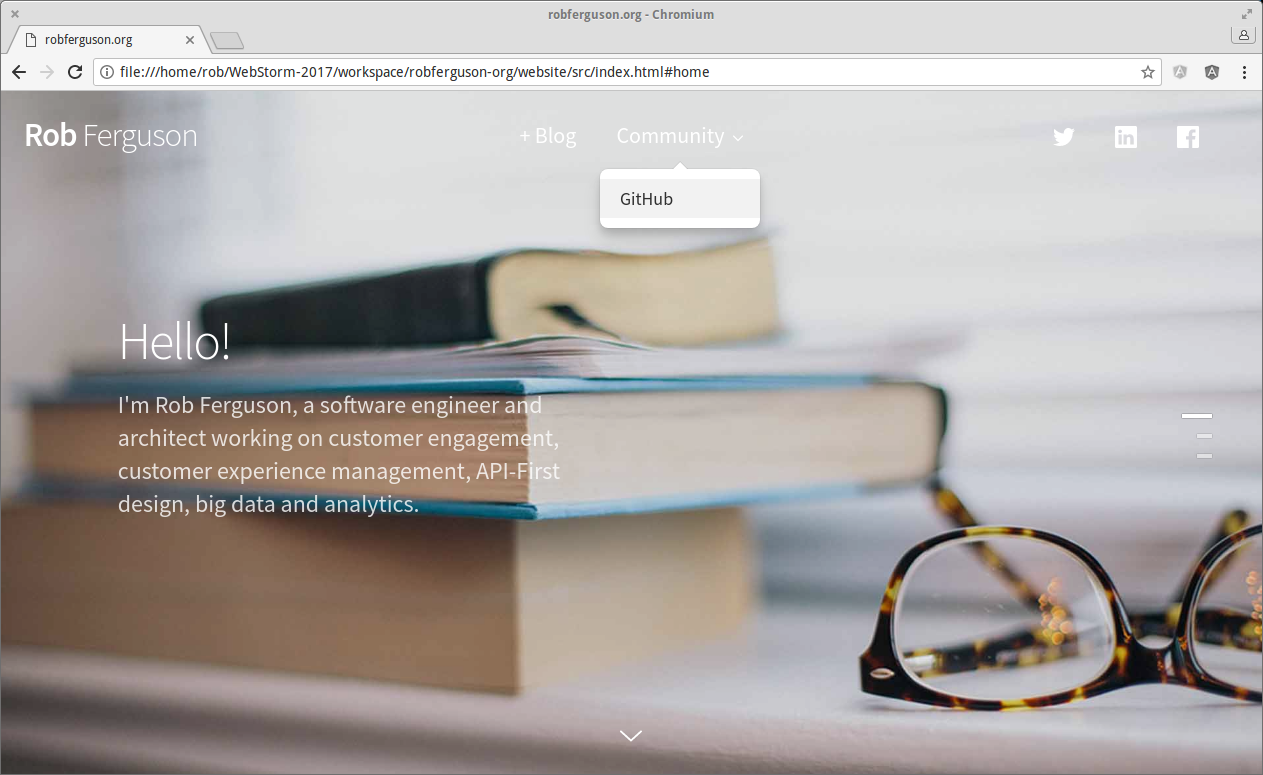 robferguson.org - Chromium
robferguson.org
file:///home/rob/WebStorm-2017/workspace/robferguson-org/website/src/index.html#home
Rob Ferguson
+ Blog
Community
GitHub
Hello!
I'm Rob Ferguson, a software engineer and
architect working on customer engagement,
customer experience management, API-First
design, big data and analytics.